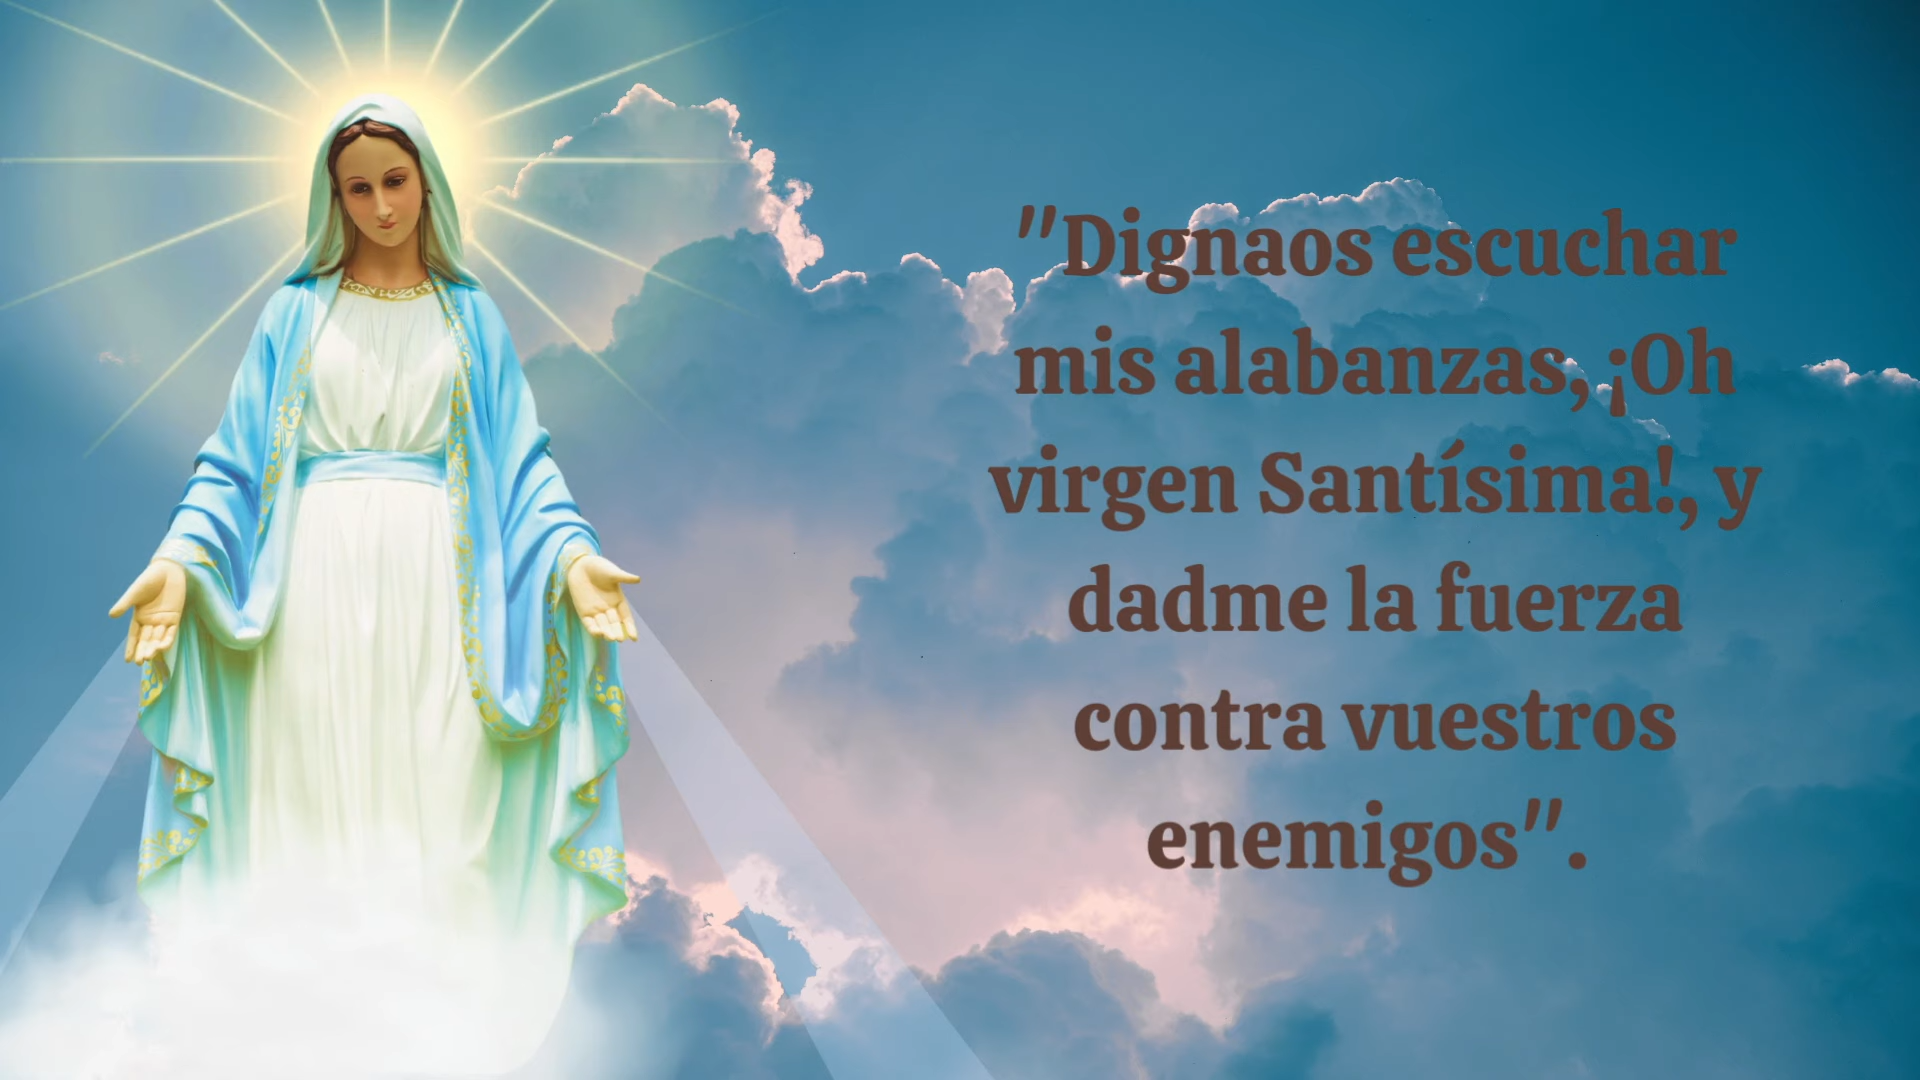 "Dignaos escuchar
mis alabanzas, ¡Oh
virgen Santísima!, y
dadme la fuerza
contra vuestros
enemigos".